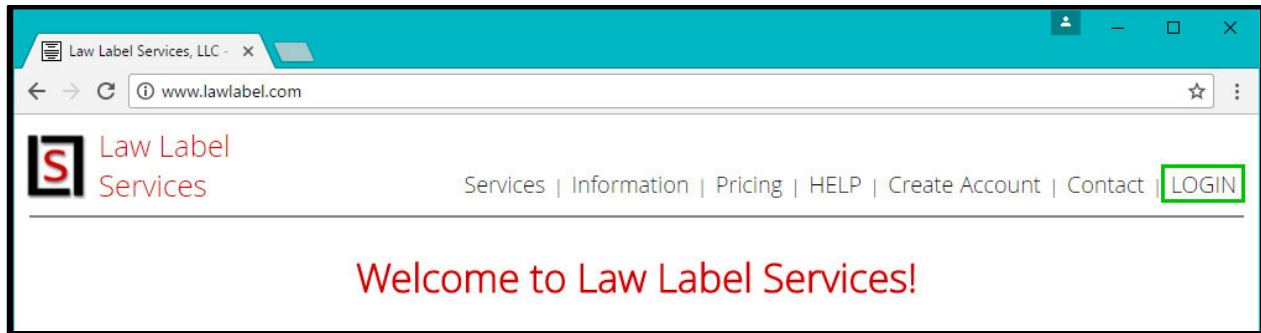 Law Label Services, LLC -
www.lawlabel.com
LS
Law Label
Services
Services | Information | Pricing | HELP | Create Account | Contact | LOGIN
Welcome to Law Label Services!